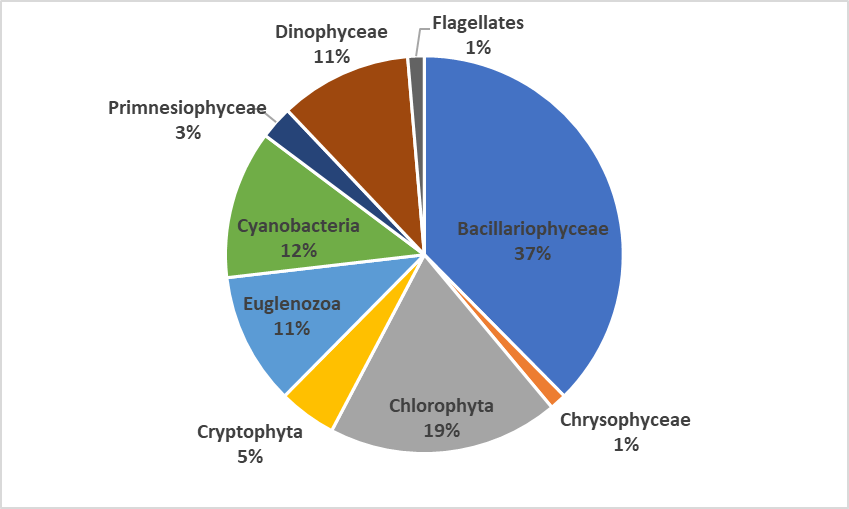 Flagellates
1%
Dinophyceae
11%
Primnesiophyceae
3%
Cyanobacteria
12%
Bacillariophyceae
37%
Euglenozoa
11%
Chlorophyta
19%
Chrysophyceae
1%
Cryptophyta
5%